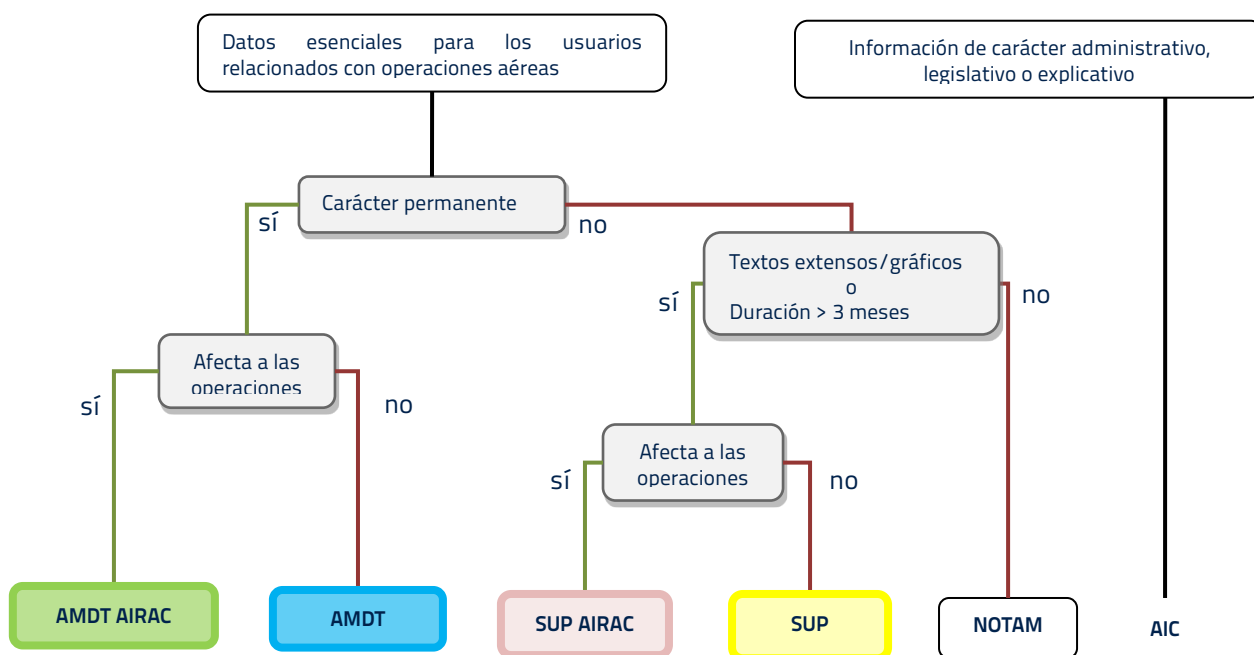 Datos esenciales para los usuarios
relacionados con operaciones aéreas
Información de carácter administrativo,
legislativo o explicativo
Carácter permanente
sí
no
Textos extensos/gráficos
o
Duración > 3 meses
sí
no
Afecta a las
operaciones
sí
no
Afecta a las
operaciones
sí
no
AMDT AIRAC
AMDT
SUP AIRAC
SUP
NOTAM
AIC